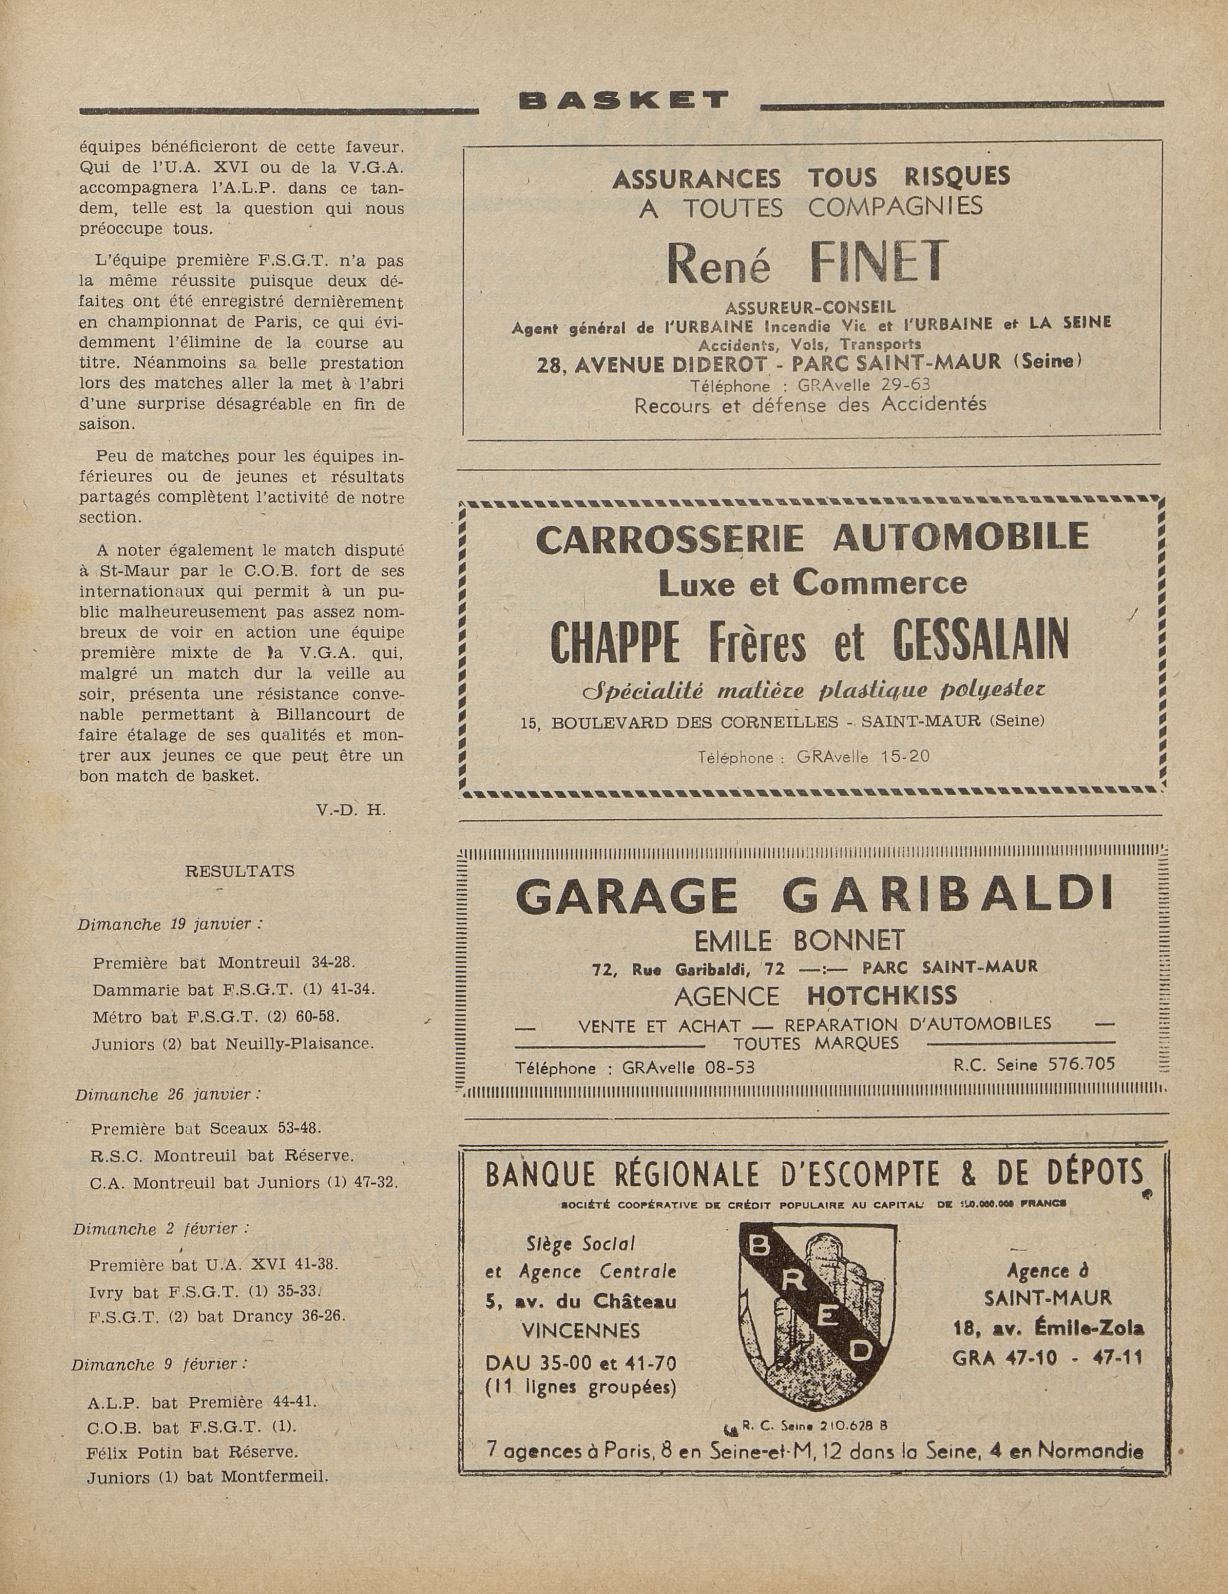 BASKET
équipes bénéficieront de cette faveur.
Qui de l'U.A. XVI ou de la V.G.A.
accompagnera l'A.L.P. dans ce tan-
dem, telle est la question qui nous
préoccupe tous.
L'équipe première F.S.G.T. n'a pas
la même réussite puisque deux dé-
faites ont été enregistré dernièrement
en championnat de Paris, ce qui évi-
demment l'élimine de la course au
titre. Néanmoins sa belle prestation
lors des matches aller la met à l'abri
d'une surprise désagréable en fin de
saison.
Peu de matches pour les équipes in-
férieures ou de jeunes et résultats
partagés complètent l'activité de notre
section.
A noter également le match disputé
à St-Maur par le C.O.B. fort de ses
internationaux qui permit à un pu-
blic malheureusement pas assez nom-
breux de voir en action une équipe
première mixte de la V.G.A. qui,
malgré un match dur la veille au
soir, présenta une résistance conve-
nable permettant à Billancourt de
faire étalage de ses qualités et mon-
trer aux jeunes ce que peut être un
bon match de basket.
V.-D. H.
RESULTATS
Dimanche 19 janvier :
Première bat Montreuil 34-28.
Dammarie bat F.S.G.T. (1) 41-34.
Métro bat F.S.G.T. (2) 60-58.
Juniors (2) bat Neuilly-Plaisance.
Dimanche 26 janvier :
Première bat Sceaux 53-48.
R.S.C. Montreuil bat Réserve.
C.A. Montreuil bat Juniors (1) 47-32.
Dimanche 2 février :
Première bat U.A. XVI 41-38.
Ivry bat F.S.G.T. (1) 35-33.
F.S.G.T. (2) bat Drancy 36-26.
Dimanche 9 février :
A.L.P. bat Première 44-41.
C.O.B. bat F.S.G.T. (1).
Félix Potin bat Réserve.
Juniors (1) bat Montfermeil.
ASSURANCES TOUS RISQUES
A TOUTES COMPAGNIES
René FINET
ASSUREUR-CONSEIL
Agent général de l'URBAINE Incendie Vie et l'URBAINE et LA SEINE
Accidents, Vols, Transports
28, AVENUE DIDEROT - PARC SAINT-MAUR (Seine)
Téléphone : GRAvelle 29-63
Recours et défense des Accidentés
CARROSSERIE AUTOMOBILE
Luxe et Commerce
CHAPPE Frères et GESSALAIN
Spécialité matière plastique polyester
15, BOULEVARD DES CORNEILLES - SAINT-MAUR (Seine)
Téléphone : GRAvelle 15-20
GARAGE GARIBALDI
EMILE BONNET
72, Rue Garibaldi, 72 —:— PARC SAINT-MAUR
AGENCE HOTCHKISS
— VENTE ET ACHAT — REPARATION D'AUTOMOBILES —
TOUTES MARQUES
Téléphone : GRAvelle 08-53 R.C. Seine 576.705
BANQUE RÉGIONALE D'ESCOMPTE & DE DÉPOTS
SOCIÉTÉ COOPÉRATIVE DE CRÉDIT POPULAIRE AU CAPITAL DE FRANCS
Siège Social
et Agence Centrale
5, av. du Château
VINCENNES
DAU 35-00 et 41-70
(11 lignes groupées)
BRED
R. C. Seine 210.628 B
Agence à
SAINT-MAUR
18, av. Émile-Zola
GRA 47-10 - 47-11
7 agences à Paris, 8 en Seine-et-M, 12 dans la Seine, 4 en Normandie